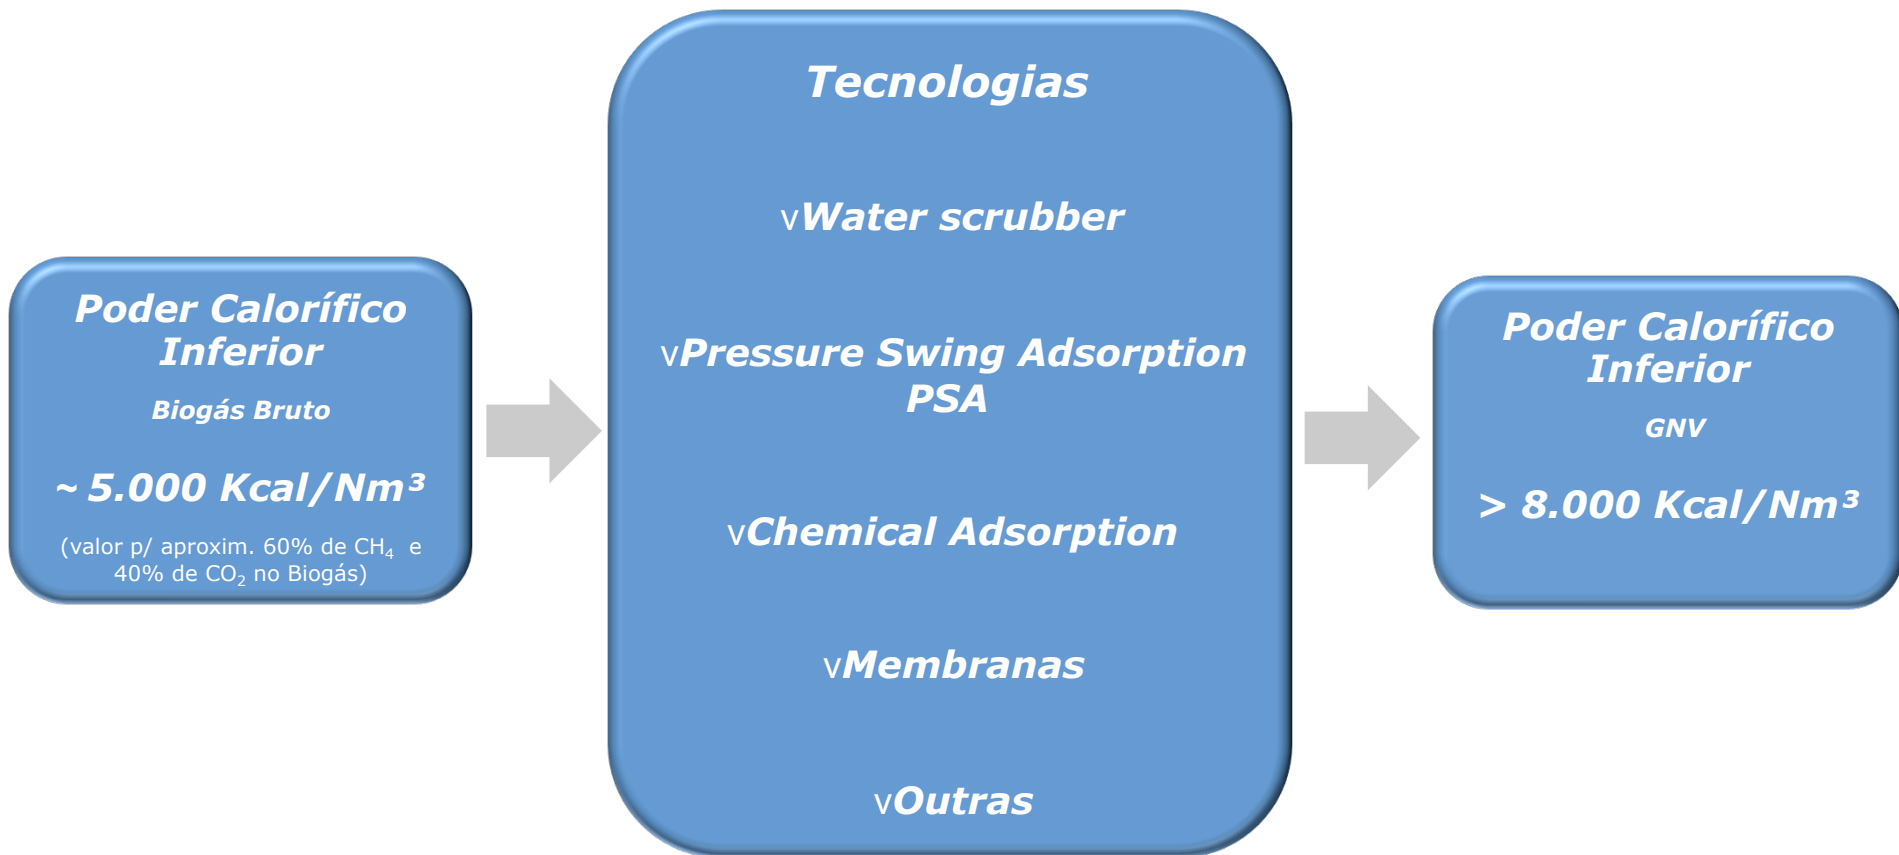 Poder Calorífico
Inferior
Biogás Bruto
~ 5.000 Kcal/Nm³
(valor p/ aproxim. 60% de CH₄ e
40% de CO₂ no Biogás)
Tecnologias
vWater scrubber
vPressure Swing Adsorption
PSA
vChemical Adsorption
vMembranas
vOutras
Poder Calorífico
Inferior
GNV
> 8.000 Kcal/Nm³